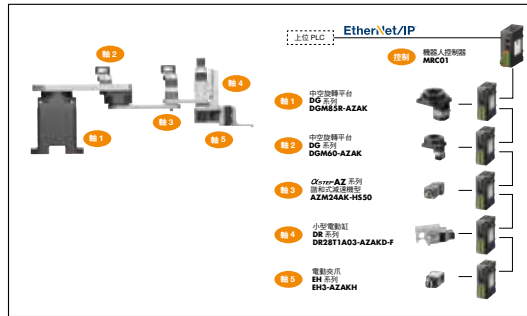 軸 2
軸 4
軸 1
軸 3
軸 5
上位 PLC
EtherNet/IP
控制
機器人控制器
MRC01
軸 1
中空旋轉平台
DG 系列
DGM85R-AZAK
軸 2
中空旋轉平台
DG 系列
DGM60-AZAK
軸 3
αSTEP AZ 系列
諧和式減速機型
AZM24AK-HS50
軸 4
小型電動缸
DR 系列
DR28T1A03-AZAKD-F
軸 5
電動夾爪
EH 系列
EH3-AZAKH